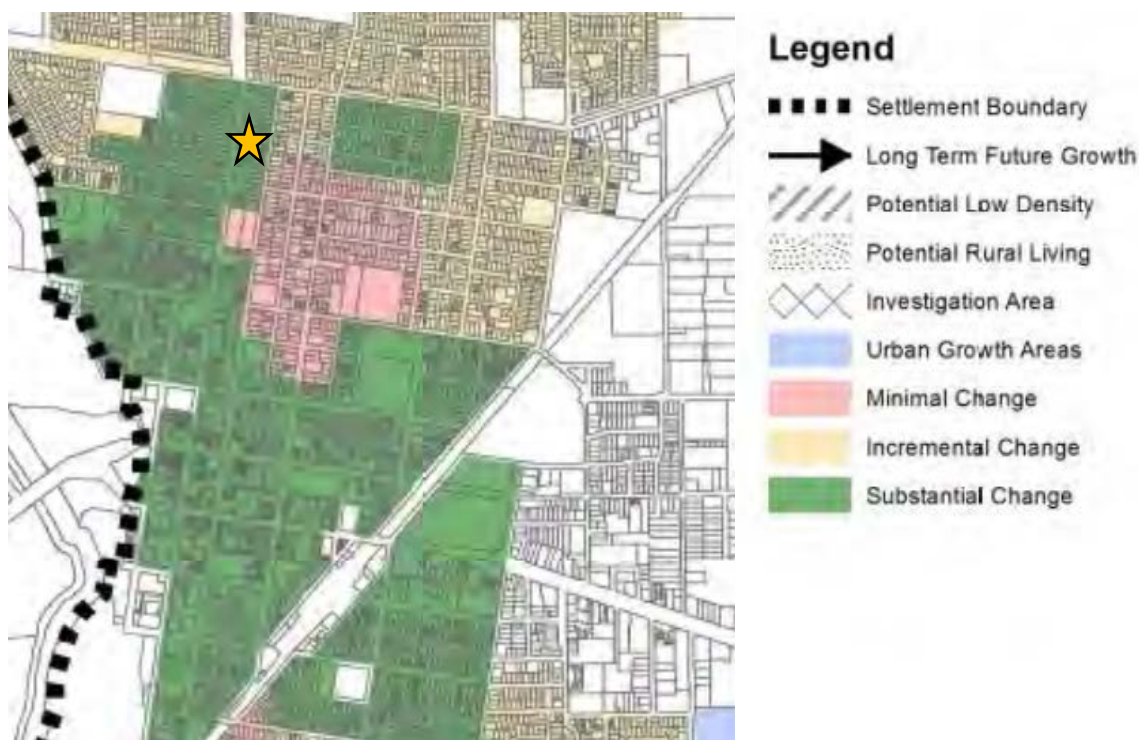 Legend
Settlement Boundary
Long Term Future Growth
Potential Low Density
Potential Rural Living
Investigation Area
Urban Growth Areas
Minimal Change
Incremental Change
Substantial Change